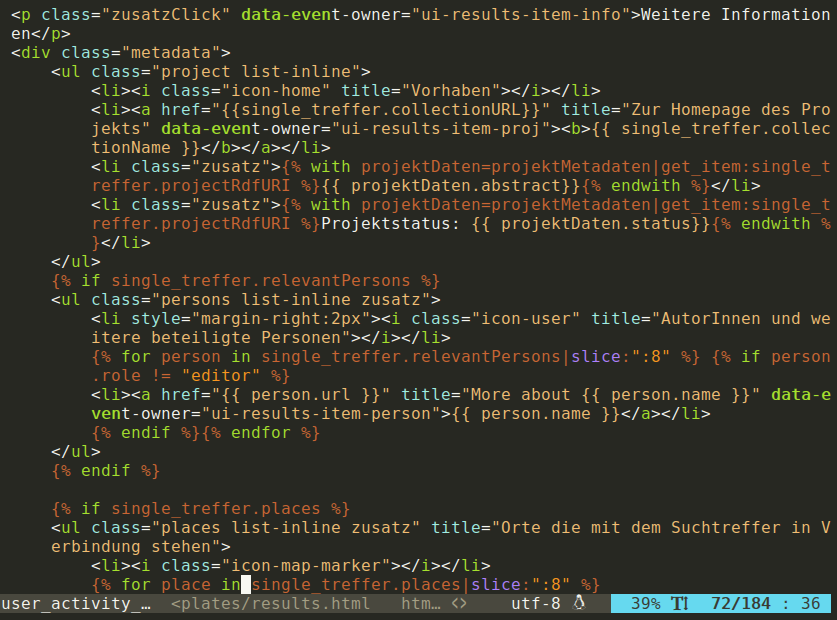 <p class="zusatzClick" data-event-owner="ui-results-item-info">Weitere Information
en</p>
<div class="metadata">
<ul class="project list-inline">
<li><i class="icon-home" title="Vorhaben"></i></li>
<li><a href="{{single_treffer.collectionURL}}" title="Zur Homepage des Pro
jekts" data-event-owner="ui-results-item-proj"><b>{{ single_treffer.collec
tionName }}</b></a></li>
<li class="zusatz">{% with projektDaten=projektMetadaten|get_item:single_t
reffer.projectRdfURI %}{{ projektDaten.abstract}}{% endwith %}</li>
<li class="zusatz">{% with projektDaten=projektMetadaten|get_item:single_t
reffer.projectRdfURI %}Projektstatus: {{ projektDaten.status}}{% endwith %
}</li>
</ul>
{% if single_treffer.relevantPersons %}
<ul class="persons list-inline zusatz">
<li style="margin-right:2px"><i class="icon-user" title="AutorInnen und we
itere beteiligte Personen"></i></li>
{% for person in single_treffer.relevantPersons|slice:":8" %} {% if person
.role != "editor" %}
<li><a href="{{ person.url }}" title="More about {{ person.name }}" data-e
vent-owner="ui-results-item-person">{{ person.name }}</a></li>
{% endif %}{% endfor %}
</ul>
{% endif %}
{% if single_treffer.places %}
<ul class="places list-inline zusatz" title="Orte die mit dem Suchtreffer in V
erbindung stehen">
<li><i class="icon-map-marker"></i></li>
{% for place in single_treffer.places|slice:":8" %}
user_activity_… <plates/results.html htm… <> utf-8 39% 72/184 : 36